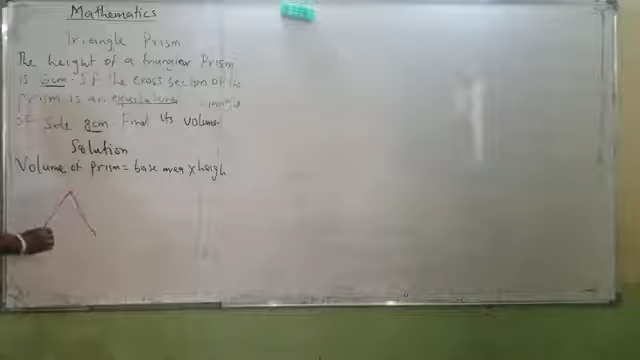 Mathematics
Triangle Prism
The height of a triangular Prism
is 6cm. If the cross section of the
prism is an equilateral triangle
of Side 8cm. Find its volume.
Solution
Volume of prism = base area x heigh